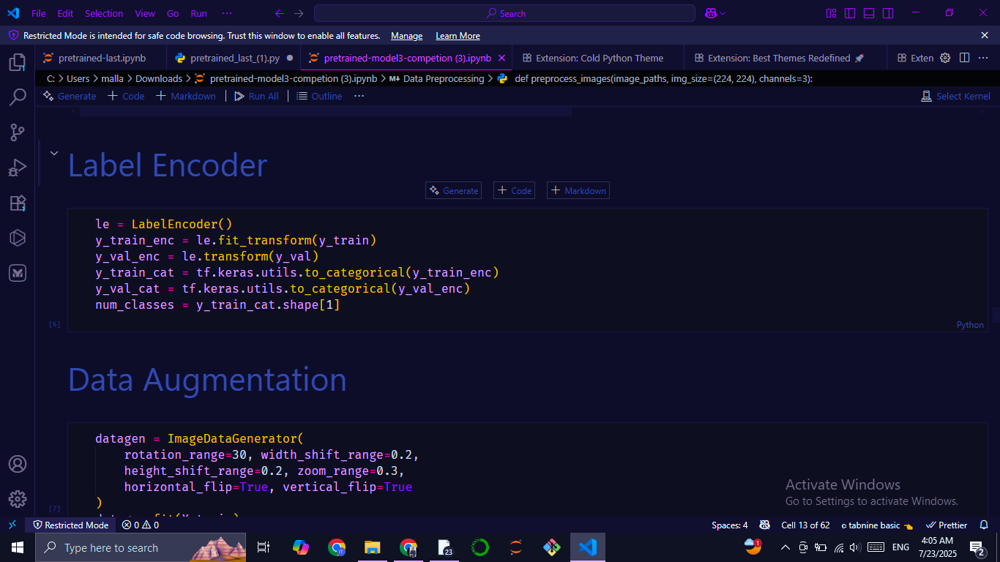 File Edit Selection View Go Run ··· Search
Restricted Mode is intended for safe code browsing. Trust this window to enable all features. Manage Learn More
pretrained-last.ipynb pretrained_last_(1).py pretrained-model3-competion (3).ipynb Extension: Cold Python Theme Extension: Best Themes Redefined Exten
C: > Users > malla > Downloads > pretrained-model3-competion (3).ipynb > M↓ Data Preprocessing > def preprocess_images(image_paths, img_size=(224, 224), channels=3):
Generate + Code + Markdown Run All Outline ··· Select Kernel
Label Encoder
Generate + Code + Markdown
le = LabelEncoder()
y_train_enc = le.fit_transform(y_train)
y_val_enc = le.transform(y_val)
y_train_cat = tf.keras.utils.to_categorical(y_train_enc)
y_val_cat = tf.keras.utils.to_categorical(y_val_enc)
num_classes = y_train_cat.shape[1]
[6] Python
Data Augmentation
datagen = ImageDataGenerator(
rotation_range=30, width_shift_range=0.2,
height_shift_range=0.2, zoom_range=0.3,
horizontal_flip=True, vertical_flip=True
)
[7]
Activate Windows
Go to Settings to activate Windows.
Restricted Mode 0 0 Spaces: 4 Cell 13 of 62 tabnine basic Prettier
Type here to search 23 1 ENG 4:05 AM 7/23/2025 2